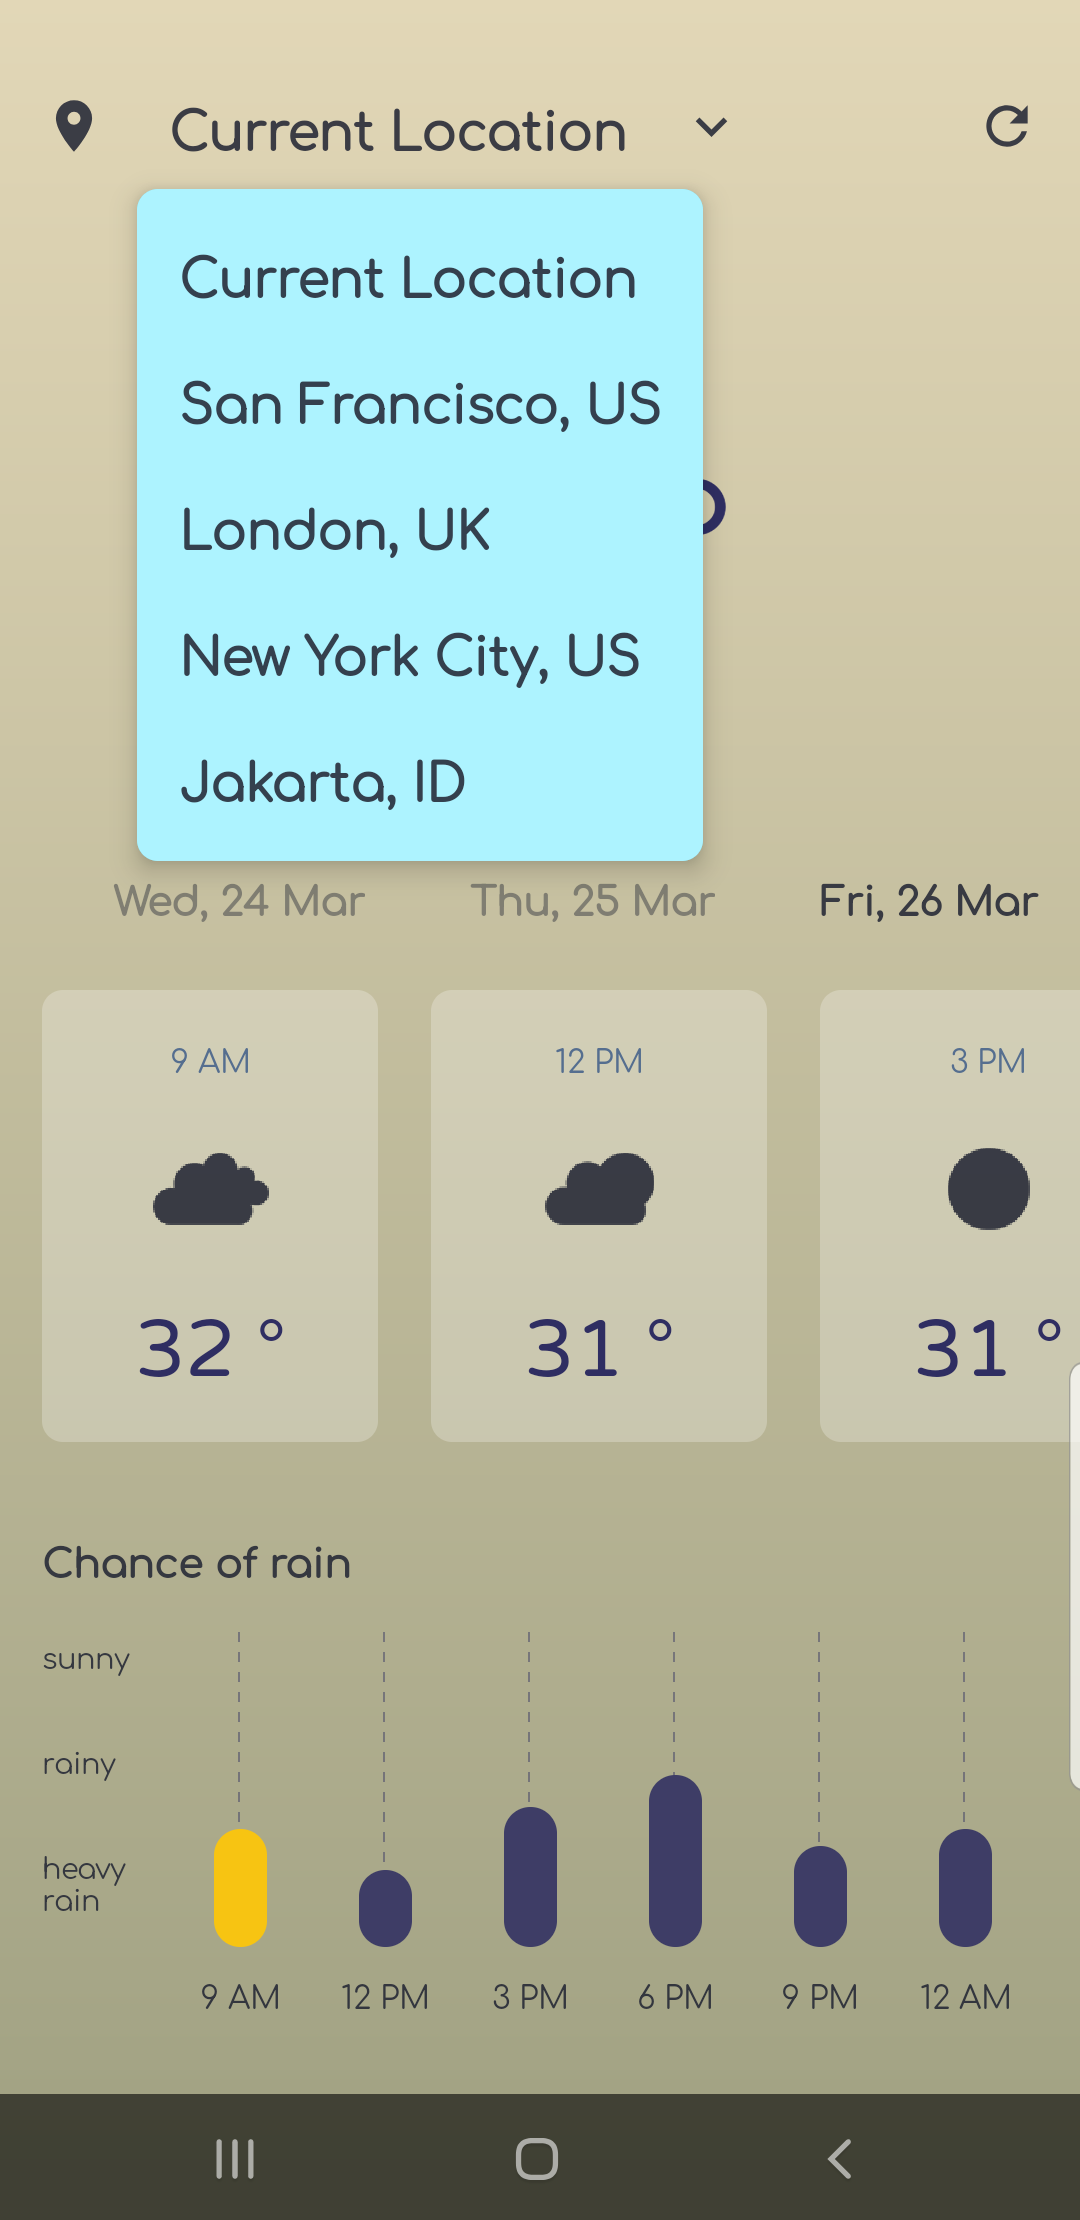 Current Location
Current Location
San Francisco, US
London, UK
New York City, US
Jakarta, ID
Wed, 24 Mar Thu, 25 Mar Fri, 26 Mar
9 AM 12 PM 3 PM
32 ° 31 ° 31 °
Chance of rain
sunny
rainy
heavy
rain
9 AM 12 PM 3 PM 6 PM 9 PM 12 AM